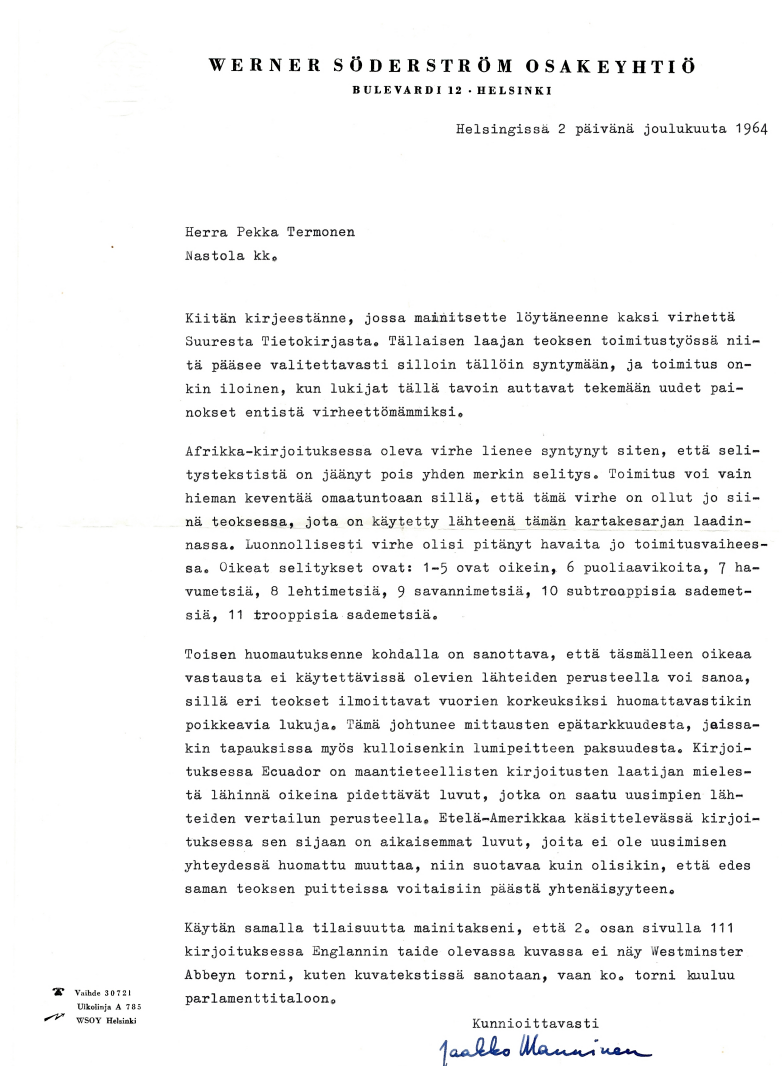 WERNER SÖDERSTRÖM OSAKEYHTIÖ
BULEVARDI 12 · HELSINKI
Helsingissä 2 päivänä joulukuuta 1964
Herra Pekka Termonen
Nastola kk.
Kiitän kirjeestänne, jossa mainitsette löytäneenne kaksi virhettä
Suuresta Tietokirjasta. Tällaisen laajan teoksen toimitustyössä nii-
tä pääsee valitettavasti silloin tällöin syntymään, ja toimitus on-
kin iloinen, kun lukijat tällä tavoin auttavat tekemään uudet pai-
nokset entistä virheettömämmiksi.
Afrikka-kirjoituksessa oleva virhe lienee syntynyt siten, että seli-
tystekstistä on jäänyt pois yhden merkin selitys. Toimitus voi vain
hieman keventää omaatuntoaan sillä, että tämä virhe on ollut jo sii-
nä teoksessa, jota on käytetty lähteenä tämän kartakesarjan laadin-
nassa. Luonnollisesti virhe olisi pitänyt havaita jo toimitusvaihees-
sa. Oikeat selitykset ovat: 1-5 ovat oikein, 6 puoliaavikoita, 7 ha-
vumetsiä, 8 lehtimetsiä, 9 savannimetsiä, 10 subtrooppisia sademet-
siä, 11 trooppisia sademetsiä.
Toisen huomautuksenne kohdalla on sanottava, että täsmälleen oikeaa
vastausta ei käytettävissä olevien lähteiden perusteella voi sanoa,
sillä eri teokset ilmoittavat vuorien korkeuksiksi huomattavastikin
poikkeavia lukuja. Tämä johtunee mittausten epätarkkuudesta, joissa-
kin tapauksissa myös kulloisenkin lumipeitteen paksuudesta. Kirjoi-
tuksessa Ecuador on maantieteellisten kirjoitusten laatijan mieles-
tä lähinnä oikeina pidettävät luvut, jotka on saatu uusimpien läh-
teiden vertailun perusteella. Etelä-Amerikkaa käsittelevässä kirjoi-
tuksessa sen sijaan on aikaisemmat luvut, joita ei ole uusimisen
yhteydessä huomattu muuttaa, niin suotavaa kuin olisikin, että edes
saman teoksen puitteissa voitaisiin päästä yhtenäisyyteen.
Käytän samalla tilaisuutta mainitakseni, että 2. osan sivulla 111
kirjoituksessa Englannin taide olevassa kuvassa ei näy Westminster
Abbeyn torni, kuten kuvatekstissä sanotaan, vaan ko. torni kuuluu
parlamenttitaloon.
Kunnioittavasti
Jaakko Manninen
Vaihde 30721
Ulkolinja A 785
WSOY Helsinki